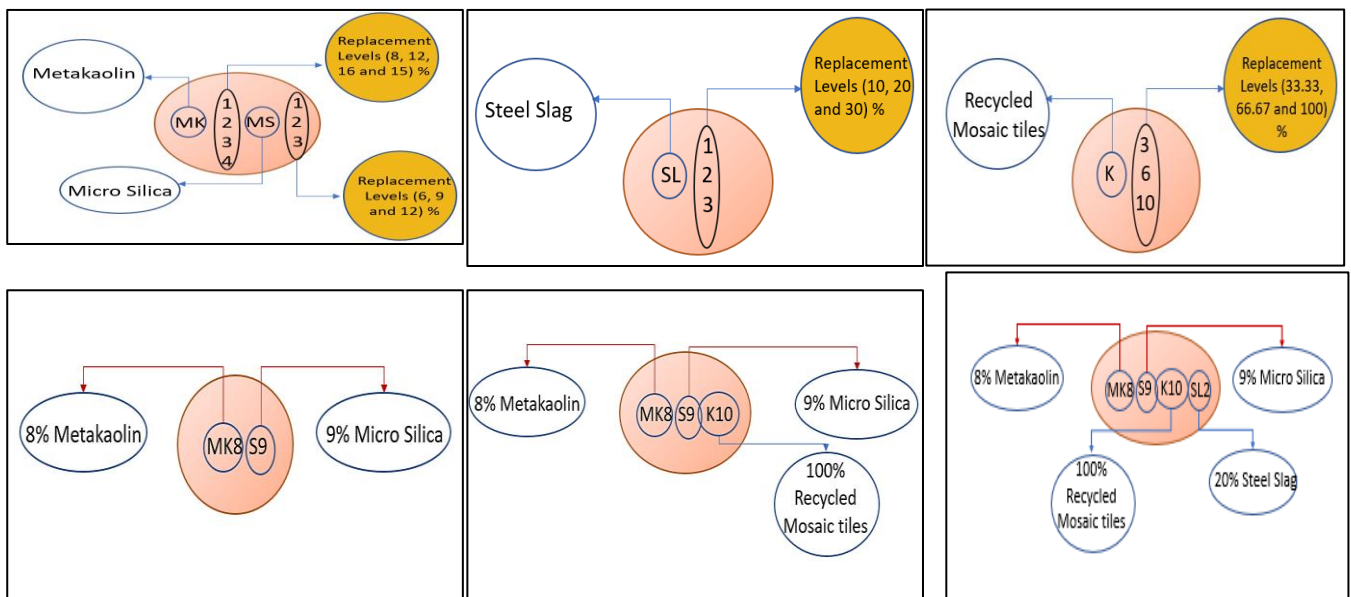 Metakaolin
MK
1
2
3
4
MS
1
2
3
Micro Silica
Replacement
Levels (8, 12,
16 and 15) %
Replacement
Levels (6, 9
and 12) %
Steel Slag
SL
1
2
3
Replacement
Levels (10, 20
and 30) %
Recycled
Mosaic tiles
K
3
6
10
Replacement
Levels (33.33,
66.67 and 100)
%
8% Metakaolin
MK8 S9
9% Micro Silica
8% Metakaolin
MK8 S9 K10
9% Micro Silica
100%
Recycled
Mosaic tiles
8% Metakaolin
MK8 S9 K10 SL2
9% Micro Silica
100%
Recycled
Mosaic tiles
20% Steel Slag